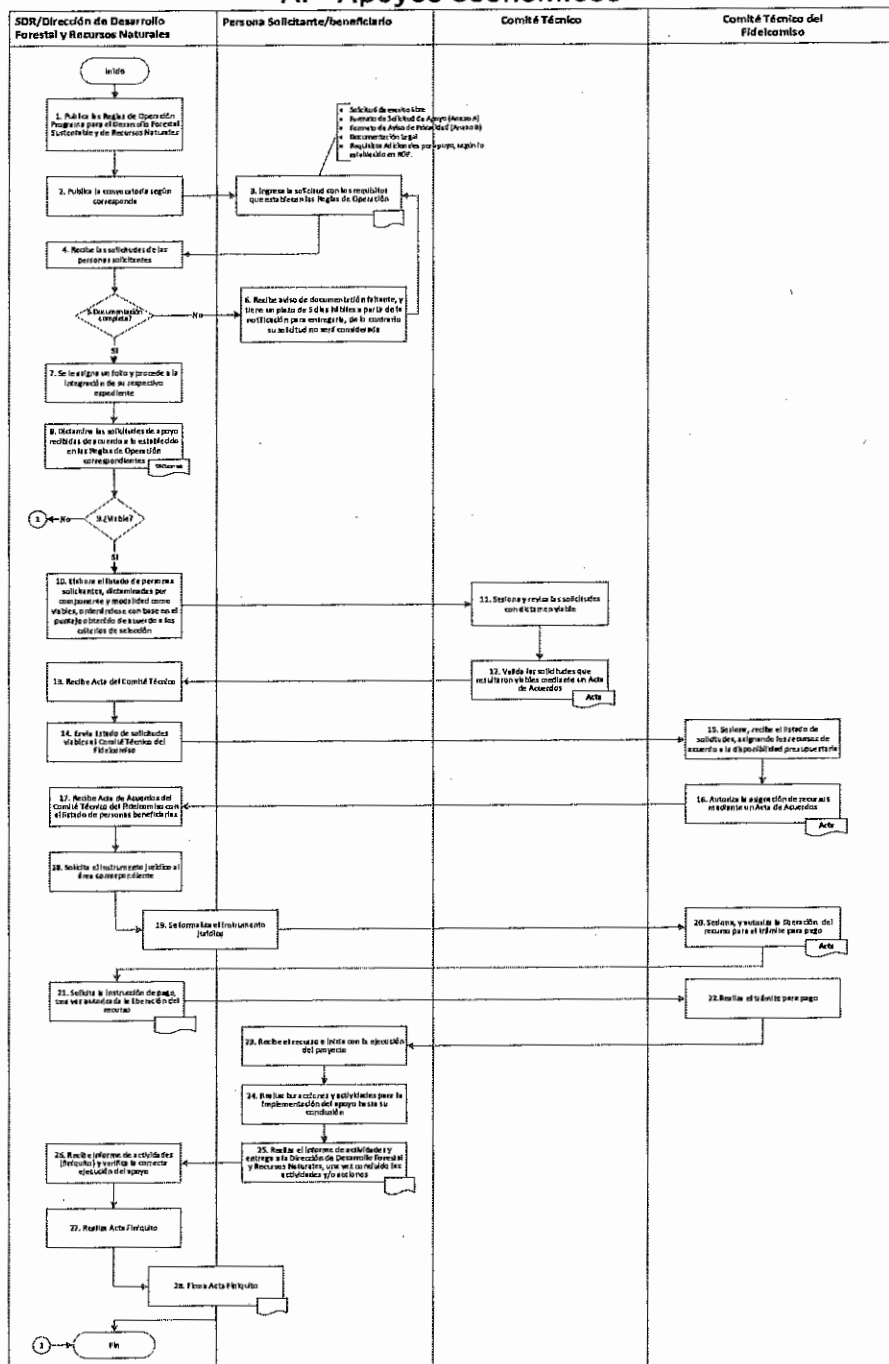 Apoyos económicos
SDR/Dirección de Desarrollo
Forestal y Recursos Naturales
Persona Solicitante/beneficiario
Comité Técnico
Comité Técnico del
Fideicomiso
Inicio
1. Publica las Reglas de Operación
Programa para el Desarrollo Forestal
Sustentable y de Recursos Naturales
• Solicitud de escrito libre
• Formato de Solicitud de Apoyo (Anexo A)
• Formato de Aviso de Privacidad (Anexo B)
• Documentación Legal
• Requisitos Adicionales por apoyo, según lo
establecido en ROP.
2. Publica la convocatoria según
corresponda
3. Ingresa la solicitud con los requisitos
que establecen las Reglas de Operación
4. Recibe las solicitudes de las
personas solicitantes
5. Documentación
completa?
No
6. Recibe aviso de documentación faltante, y
tiene un plazo de 5 días hábiles a partir de la
notificación para entregarla, de lo contrario
su solicitud no será considerada
SI
7. Se le asigna un folio y procede a la
integración de su respectivo
expediente
8. Dictamina las solicitudes de apoyo
recibidas de acuerdo a lo establecido
en las Reglas de Operación
correspondientes
1
No
9.¿Viable?
SI
10. Elabora el listado de personas
solicitantes, dictaminadas por
componente y modalidad como
viables, ordenándose con base en el
puntaje obtenido de acuerdo a los
criterios de selección
11. Sesiona y revisa las solicitudes
con dictamen viable
12. Valida las solicitudes que
resultaron viables mediante un Acta
de Acuerdos
Acta
13. Recibe Acta del Comité Técnico
14. Envía listado de solicitudes
viables al Comité Técnico del
Fideicomiso
15. Sesiona, recibe el listado de
solicitudes, asignando los recursos de
acuerdo a la disponibilidad presupuestaria
16. Autoriza la asignación de recursos
mediante un Acta de Acuerdos
Acta
17. Recibe Acta de Acuerdos del
Comité Técnico del Fideicomiso con
el listado de personas beneficiarias
18. Solicita el instrumento jurídico al
área correspondiente
19. Se formaliza el instrumento
jurídico
20. Sesiona, y autoriza la liberación del
recurso para el trámite para pago
Acta
21. Solicita la instrucción de pago,
una vez autorizada la liberación del
recurso
22. Realiza el trámite para pago
23. Recibe el recurso e inicia con la ejecución
del proyecto
24. Realiza las acciones y actividades para la
implementación del apoyo hasta su
conclusión
25. Realiza el informe de actividades y
entrega a la Dirección de Desarrollo Forestal
y Recursos Naturales, una vez concluido las
actividades y/o acciones
26. Recibe informe de actividades
(finiquito) y verifica la correcta
ejecución del apoyo
27. Realiza Acta Finiquito
28. Firma Acta Finiquito
1
Fin